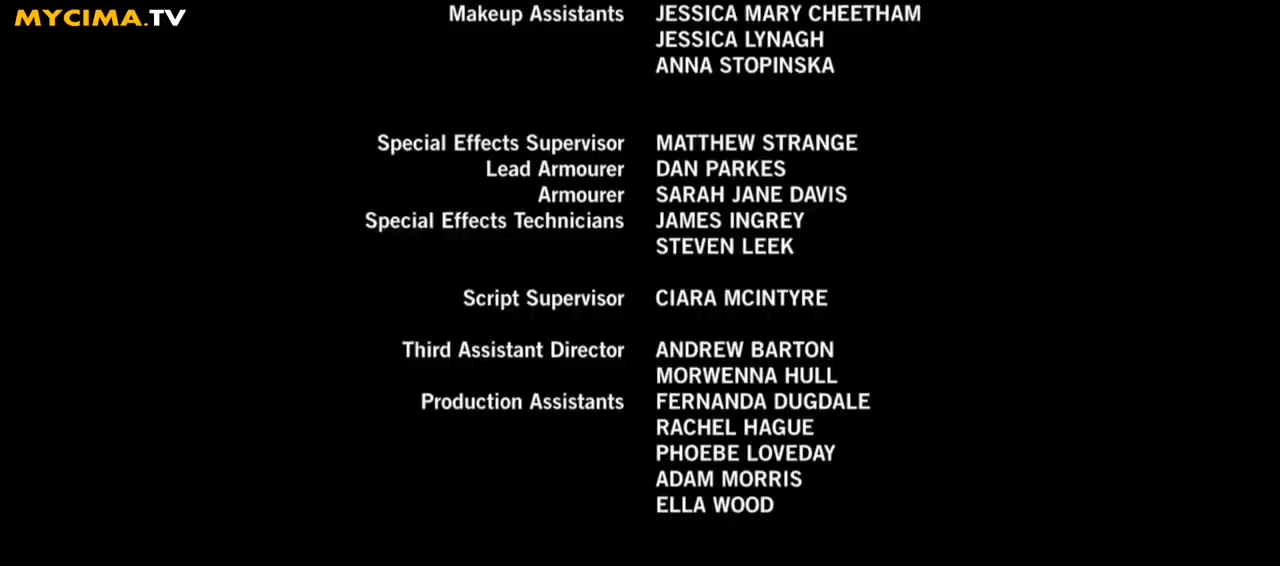 MYCIMA.TV
Makeup Assistants JESSICA MARY CHEETHAM
JESSICA LYNAGH
ANNA STOPINSKA
Special Effects Supervisor MATTHEW STRANGE
Lead Armourer DAN PARKES
Armourer SARAH JANE DAVIS
Special Effects Technicians JAMES INGREY
STEVEN LEEK
Script Supervisor CIARA MCINTYRE
Third Assistant Director ANDREW BARTON
MORWENNA HULL
Production Assistants FERNANDA DUGDALE
RACHEL HAGUE
PHOEBE LOVEDAY
ADAM MORRIS
ELLA WOOD